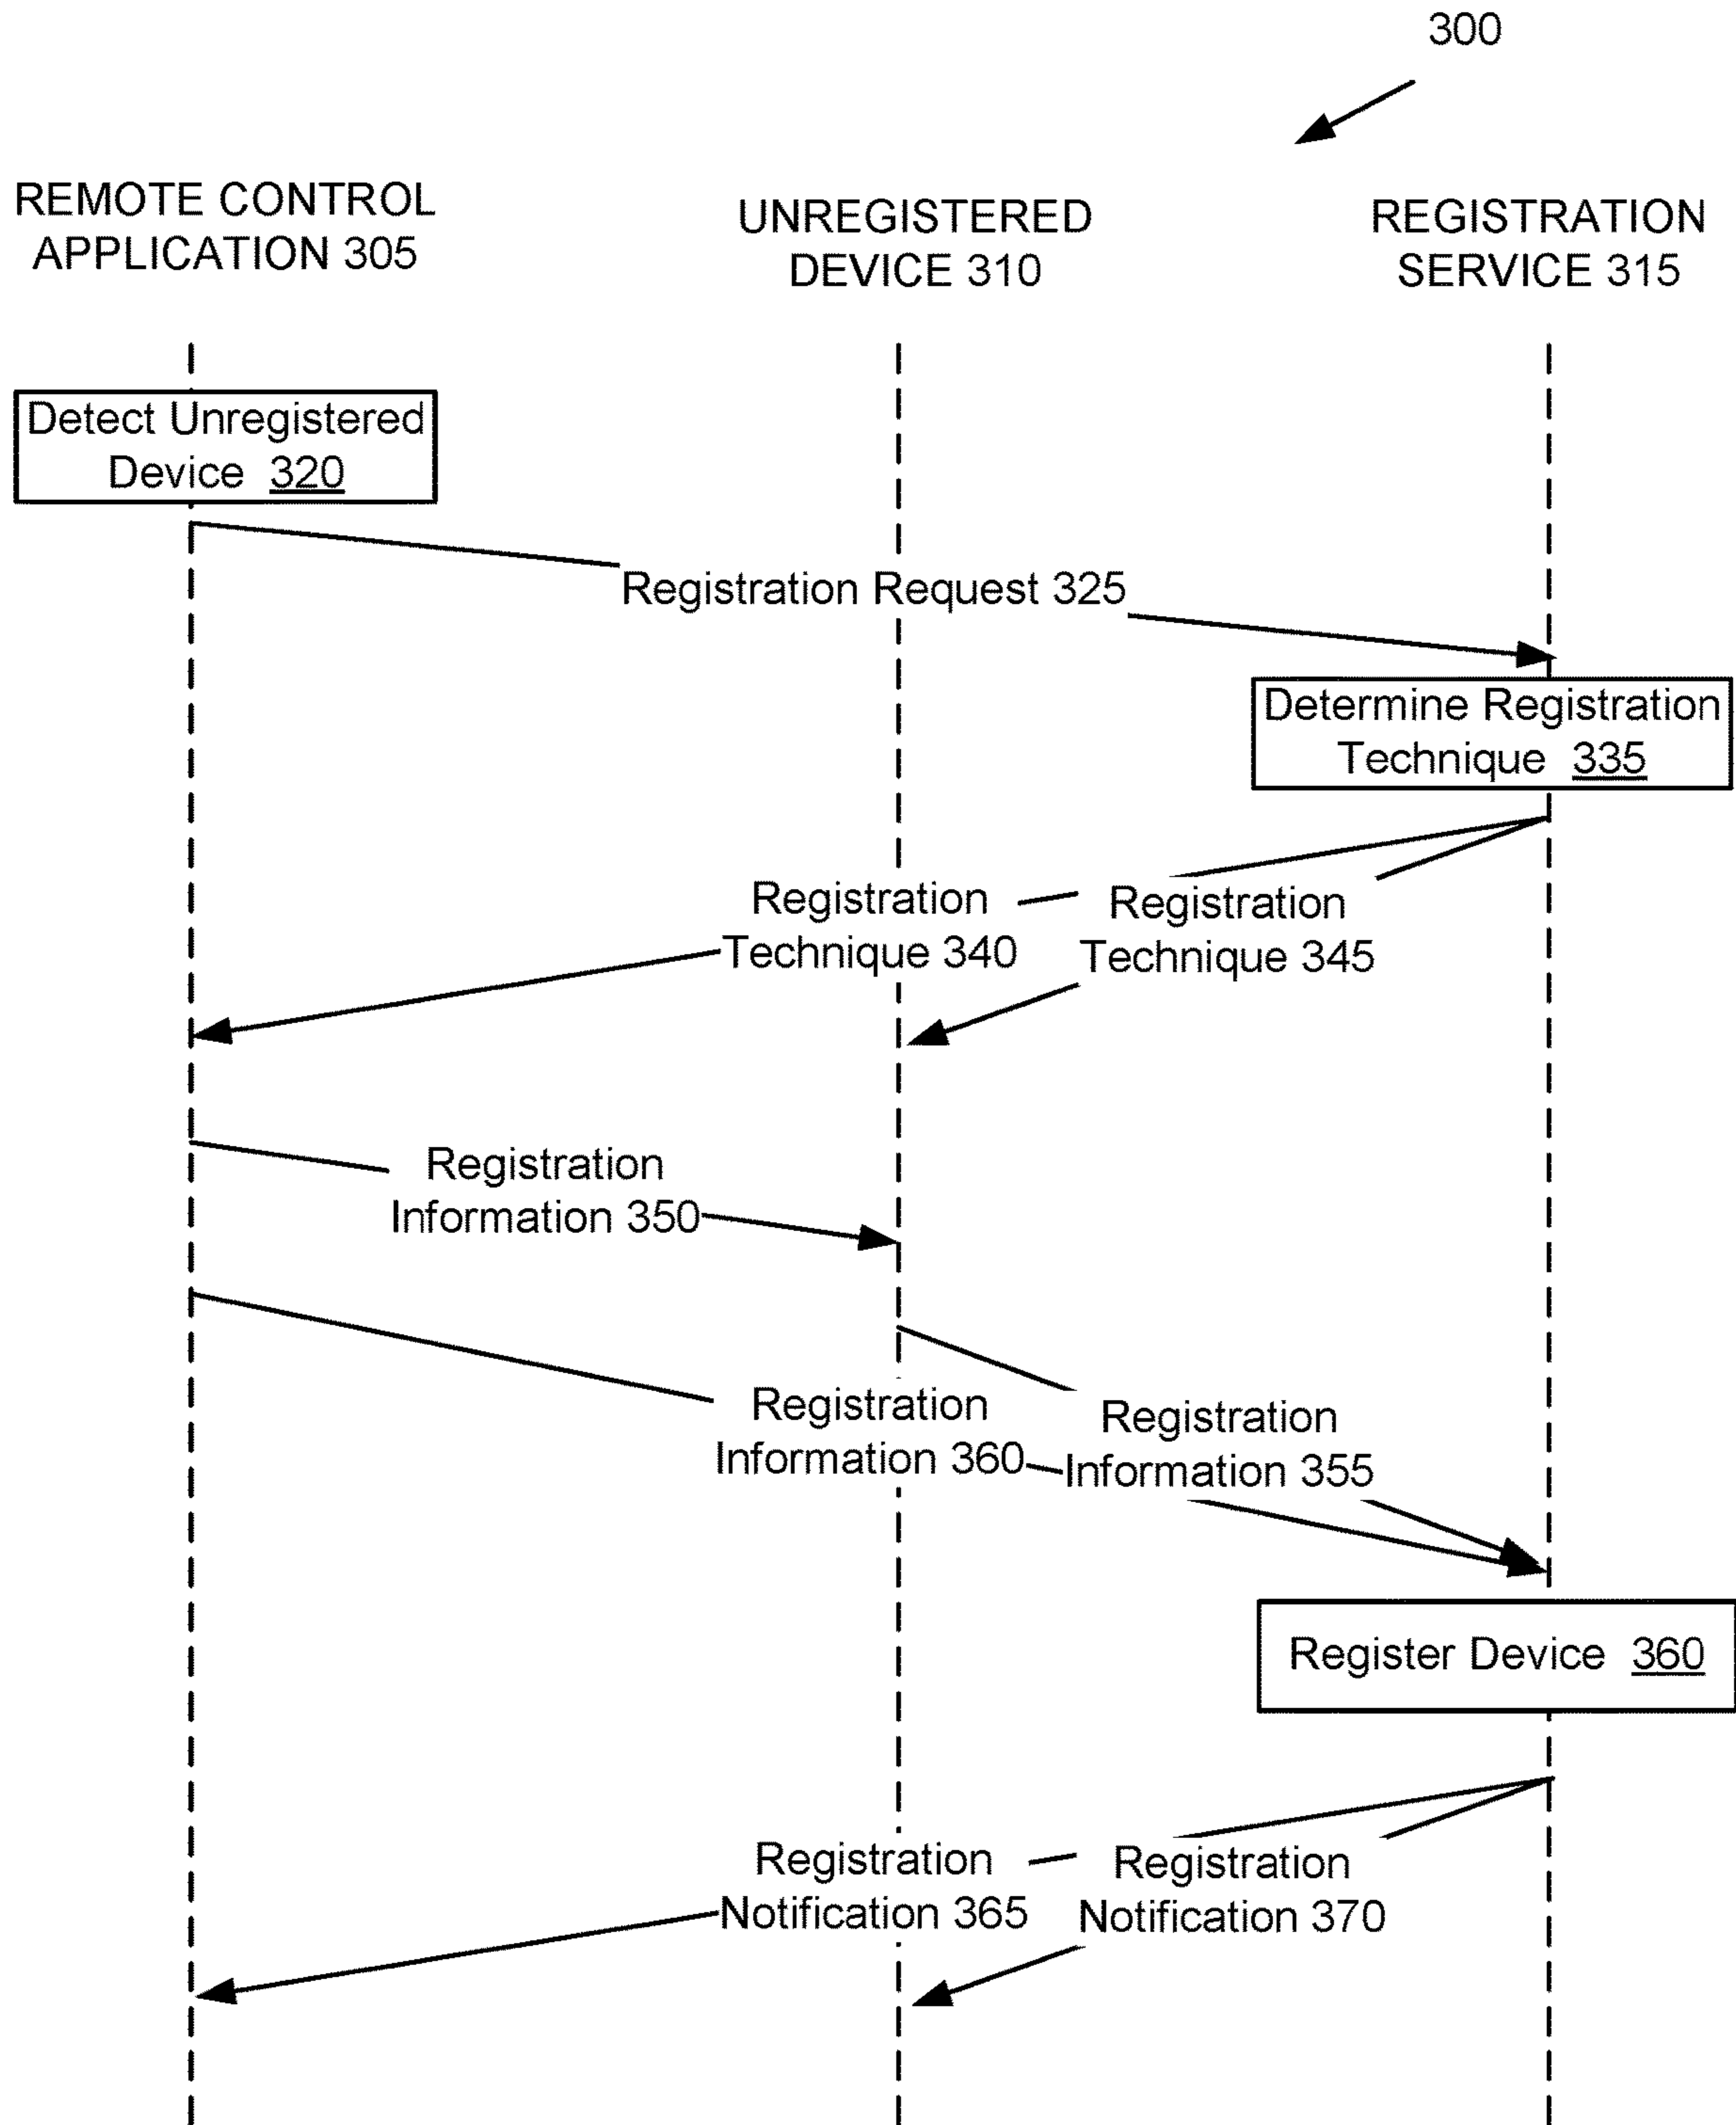 300
REMOTE CONTROL
APPLICATION 305
UNREGISTERED
DEVICE 310
REGISTRATION
SERVICE 315
Detect Unregistered
Device 320
Registration Request 325
Determine Registration
Technique 335
Registration
Technique 340
Registration
Technique 345
Registration
Information 350
Registration
Information 360
Registration
Information 355
Register Device 360
Registration
Notification 365
Registration
Notification 370